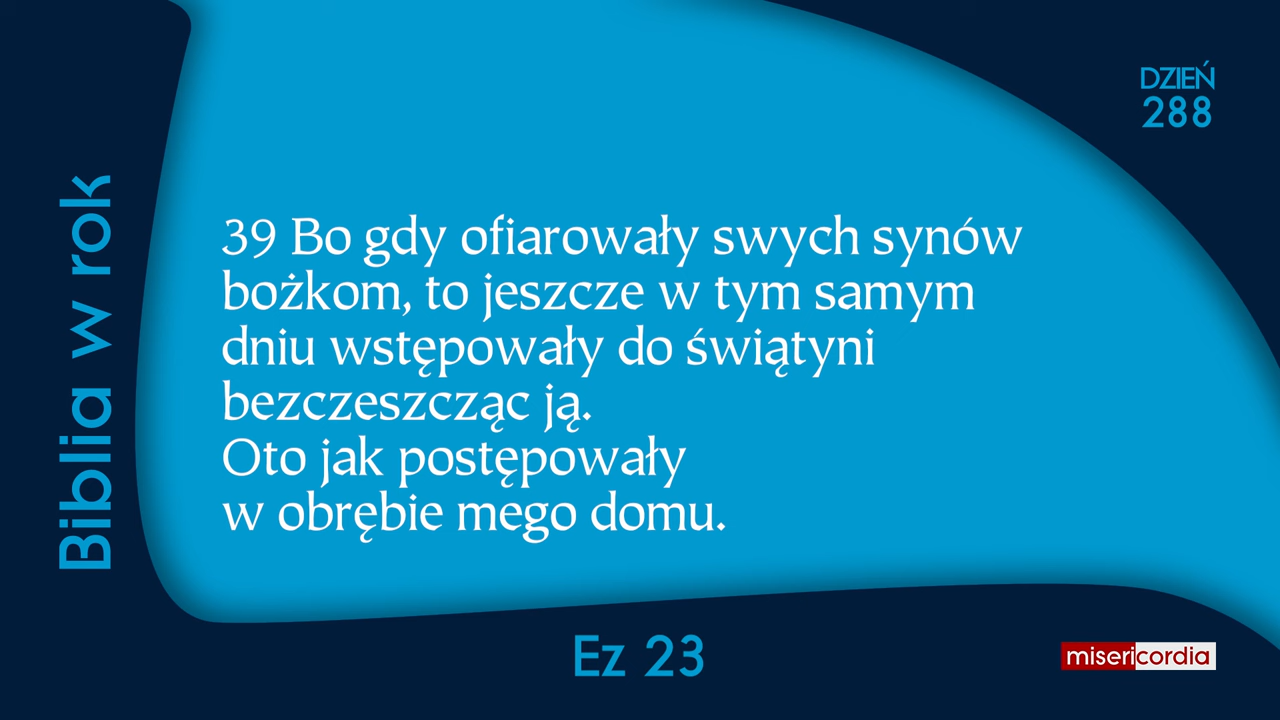 DZIEŃ
288
Biblia w rok
39 Bo gdy ofiarowały swych synów
bożkom, to jeszcze w tym samym
dniu wstępowały do świątyni
bezczeszcząc ją.
Oto jak postępowały
w obrębie mego domu.
Ez 23
misericordia